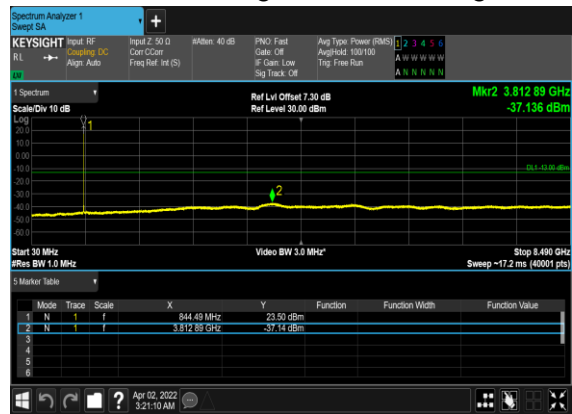 Spectrum Analyzer 1
Swept SA
+
KEYSIGHT Input: RF Input Z: 50 Ω #Atten: 40 dB PNO: Fast Avg Type: Power (RMS) 1 2 3 4 5 6
RL Coupling: DC Corr CCorr Gate: Off Avg|Hold: 100/100 A W W W W W
Align: Auto Freq Ref: Int (S) IF Gain: Low Trig: Free Run
LW Sig Track: Off A N N N N N
1 Spectrum Ref Lvl Offset 7.30 dB Mkr2 3.812 89 GHz
Scale/Div 10 dB Ref Level 30.00 dBm -37.136 dBm
Log
1
20.0
10.0
0.00
DL1 -13.00 dBm
-10.0
-20.0
2
-30.0
-40.0
-50.0
-60.0
Start 30 MHz Video BW 3.0 MHz* Stop 8.490 GHz
#Res BW 1.0 MHz Sweep ~17.2 ms (40001 pts)
5 Marker Table
Mode Trace Scale X Y Function Function Width Function Value
1 N 1 f 844.49 MHz 23.50 dBm
2 N 1 f 3.812 89 GHz -37.14 dBm
3
4
5
6
? Apr 02, 2022
3:21:10 AM